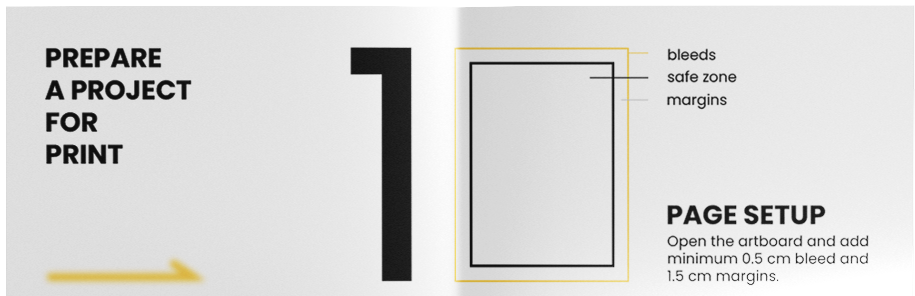 PREPARE
A PROJECT
FOR
PRINT
1
bleeds
safe zone
margins
PAGE SETUP
Open the artboard and add
minimum 0.5 cm bleed and
1.5 cm margins.